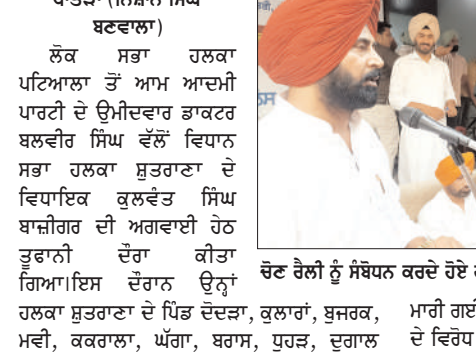 ਬਣਵਾਲਾ)
ਲੋਕ ਸਭਾ ਹਲਕਾ
ਪਟਿਆਲਾ ਤੋਂ ਆਮ ਆਦਮੀ
ਪਾਰਟੀ ਦੇ ਉਮੀਦਵਾਰ ਡਾਕਟਰ
ਬਲਵੀਰ ਸਿੰਘ ਵੱਲੋਂ ਵਿਧਾਨ
ਸਭਾ ਹਲਕਾ ਸ਼ੁਤਰਾਣਾ ਦੇ
ਵਿਧਾਇਕ ਕੁਲਵੰਤ ਸਿੰਘ
ਬਾਜ਼ੀਗਰ ਦੀ ਅਗਵਾਈ ਹੇਠ
ਤੂਫਾਨੀ ਦੌਰਾ ਕੀਤਾ
ਗਿਆ।ਇਸ ਦੌਰਾਨ ਉਨ੍ਹਾਂ
ਹਲਕਾ ਸ਼ੁਤਰਾਣਾ ਦੇ ਪਿੰਡ ਦੋਦੜਾ, ਕੁਲਾਰਾਂ, ਬੁਜਰਕ,
ਮਵੀ, ਕਕਰਾਲਾ, ਘੱਗਾ, ਬਰਾਸ, ਧੁਹੜ, ਦੁਗਾਲ
ਚੋਣ ਰੈਲੀ ਨੂੰ ਸੰਬੋਧਨ ਕਰਦੇ ਹੋਏ
ਮਾਰੀ ਗਈ
ਦੇ ਵਿਰੋਧ